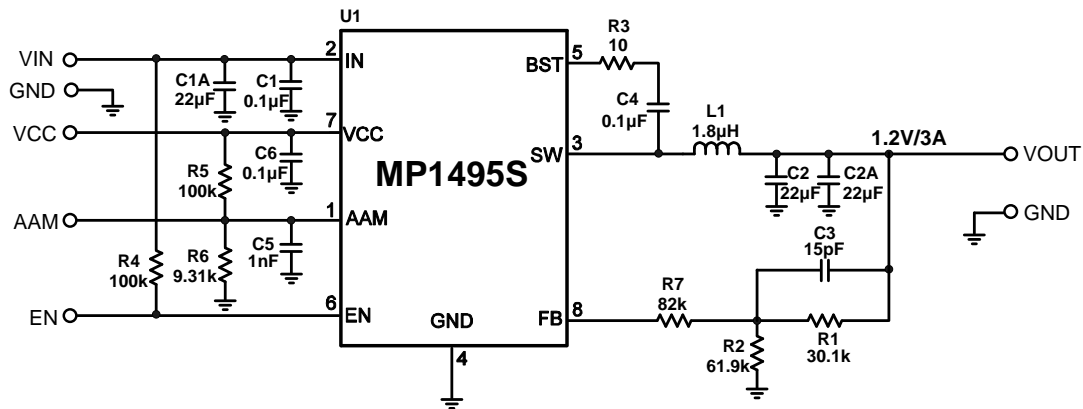 U1
VIN
2
IN
C1A
22µF
C1
0.1µF
GND
VCC
7
VCC
R5
100k
C6
0.1µF
AAM
1
AAM
R4
100k
R6
9.31k
C5
1nF
EN
6
EN
MP1495S
GND
4
BST
5
R3
10
C4
0.1µF
SW
3
L1
1.8µH
1.2V/3A
VOUT
C2
22µF
C2A
22µF
GND
C3
15pF
FB
8
R7
82k
R2
61.9k
R1
30.1k